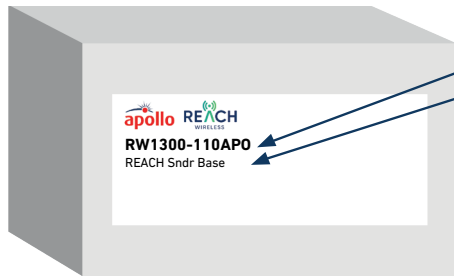 apollo REACH
WIRELESS
RW1300-110APO
REACH Sndr Base